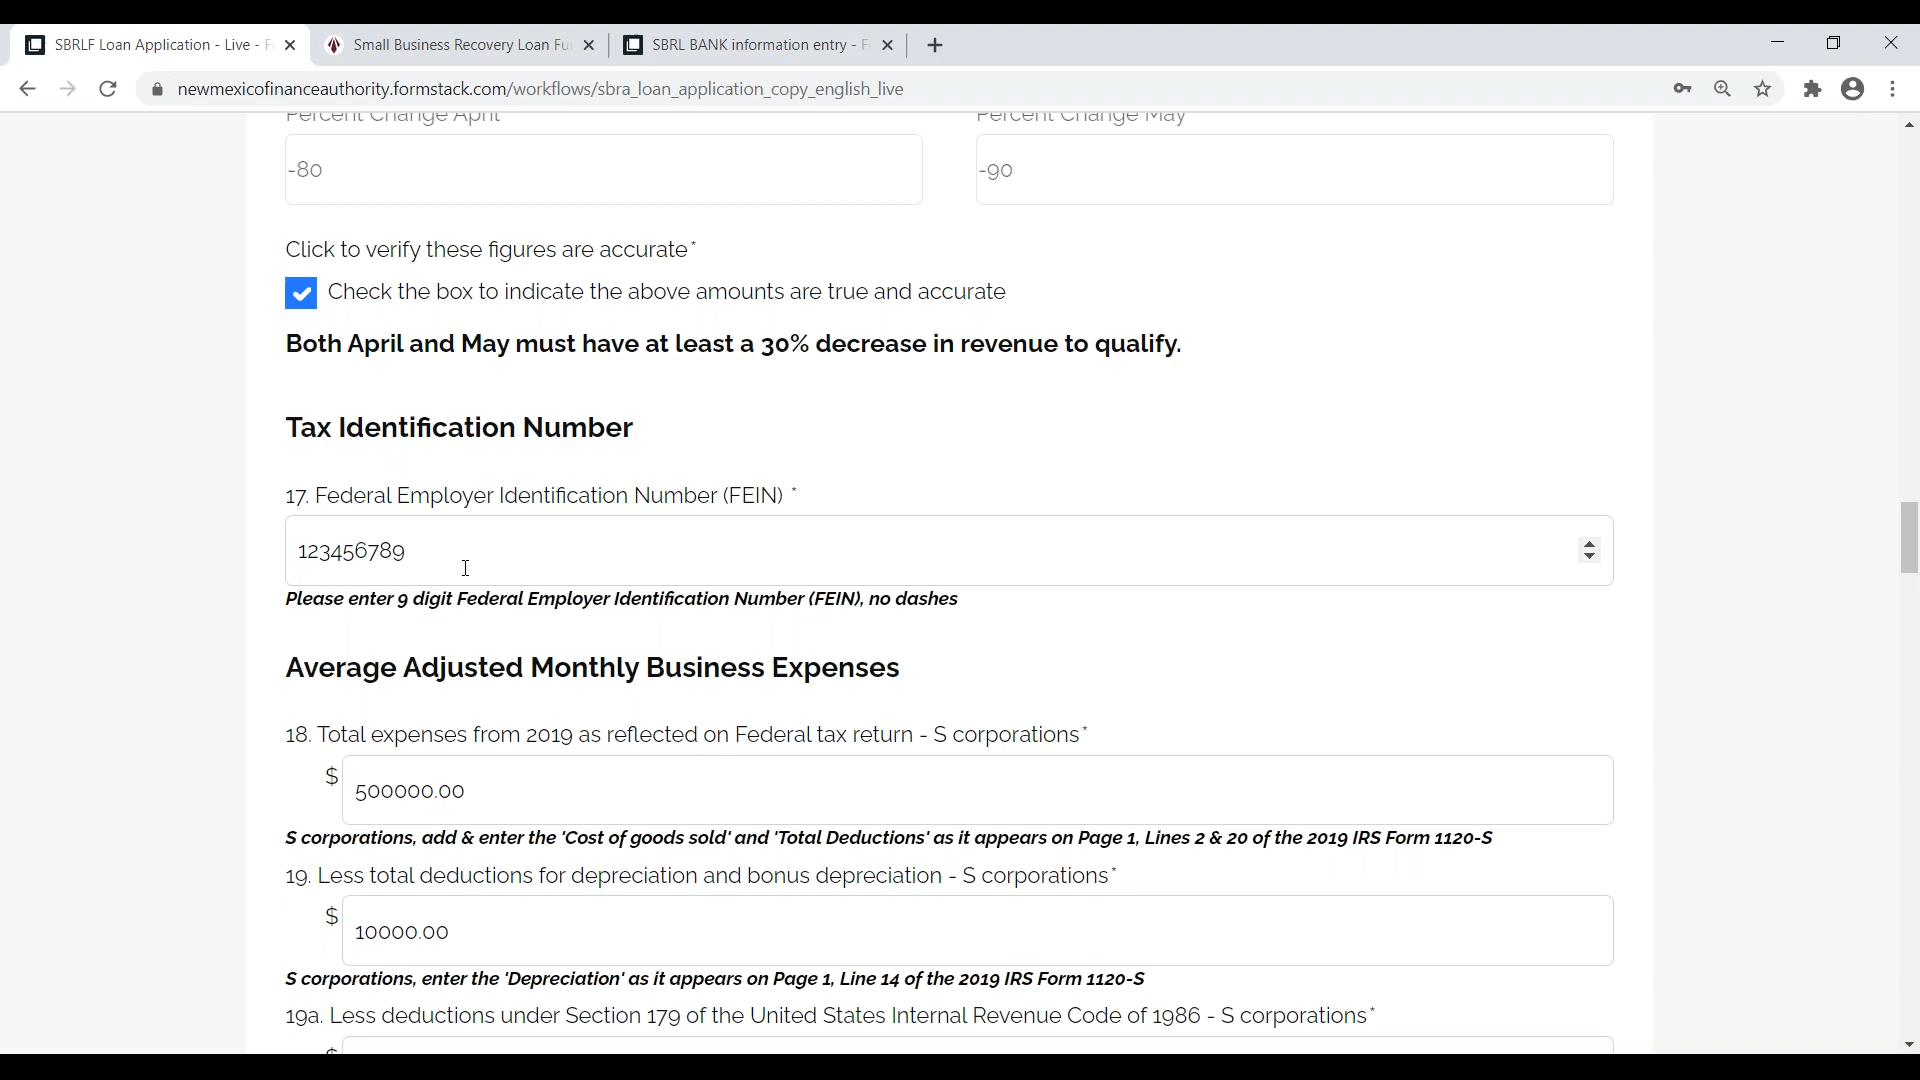 SBRLF Loan Application - Live - F
Small Business Recovery Loan Fu
SBRL BANK information entry - F
newmexicofinanceauthority.formstack.com/workflows/sbra_loan_application_copy_english_live
Percent Change April
Percent Change May
-80
-90
Click to verify these figures are accurate*
Check the box to indicate the above amounts are true and accurate
Both April and May must have at least a 30% decrease in revenue to qualify.
Tax Identification Number
17. Federal Employer Identification Number (FEIN) *
123456789
Please enter 9 digit Federal Employer Identification Number (FEIN), no dashes
Average Adjusted Monthly Business Expenses
18. Total expenses from 2019 as reflected on Federal tax return - S corporations*
$ 500000.00
S corporations, add & enter the 'Cost of goods sold' and 'Total Deductions' as it appears on Page 1, Lines 2 & 20 of the 2019 IRS Form 1120-S
19. Less total deductions for depreciation and bonus depreciation - S corporations*
$ 10000.00
S corporations, enter the 'Depreciation' as it appears on Page 1, Line 14 of the 2019 IRS Form 1120-S
19a. Less deductions under Section 179 of the United States Internal Revenue Code of 1986 - S corporations*
$